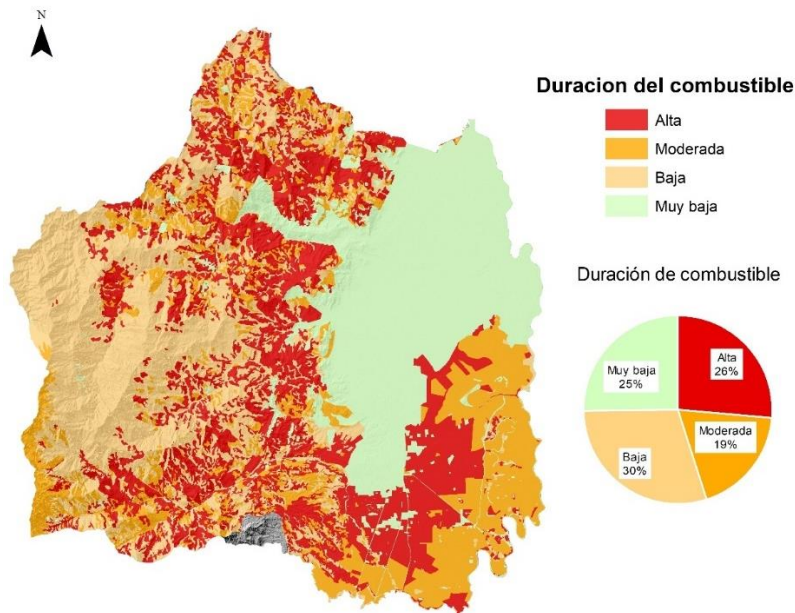 N
Duracion del combustible
Alta
Moderada
Baja
Muy baja
Duración de combustible
Muy baja
25%
Alta
26%
Moderada
19%
Baja
30%